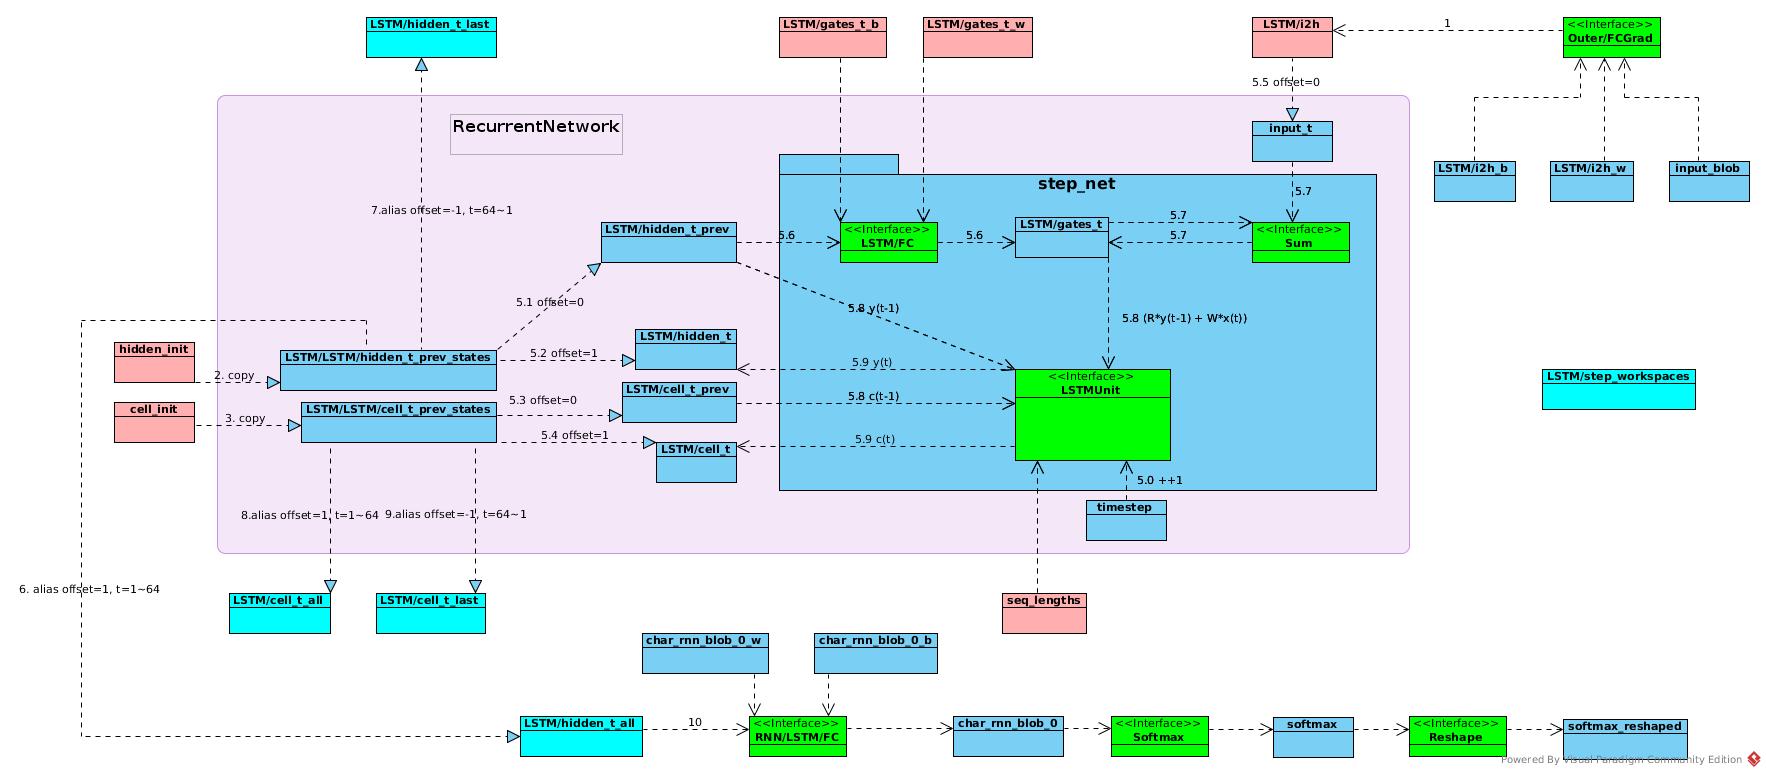 LSTM/hidden_t_last
LSTM/gates_t_b
LSTM/gates_t_w
LSTM/i2h
1
<<Interface>>
Outer/FCGrad
5.5 offset=0
RecurrentNetwork
input_t
LSTM/i2h_b
LSTM/i2h_w
input_blob
step_net
5.7
7.alias offset=-1, t=64~1
LSTM/hidden_t_prev
5.6
<<Interface>>
LSTM/FC
5.6
LSTM/gates_t
5.7
5.7
<<Interface>>
Sum
5.1 offset=0
5.8 y(t-1)
5.8 (R*y(t-1) + W*x(t))
hidden_init
2. copy
LSTM/LSTM/hidden_t_prev_states
5.2 offset=1
LSTM/hidden_t
5.9 y(t)
<<Interface>>
LSTMUnit
LSTM/step_workspaces
cell_init
3. copy
LSTM/LSTM/cell_t_prev_states
5.3 offset=0
LSTM/cell_t_prev
5.8 c(t-1)
5.4 offset=1
LSTM/cell_t
5.9 c(t)
5.0 ++1
timestep
8.alias offset=1, t=1~64
9.alias offset=-1, t=64~1
6. alias offset=1, t=1~64
LSTM/cell_t_all
LSTM/cell_t_last
seq_lengths
char_rnn_blob_0_w
char_rnn_blob_0_b
LSTM/hidden_t_all
10
<<Interface>>
RNN/LSTM/FC
char_rnn_blob_0
<<Interface>>
Softmax
softmax
<<Interface>>
Reshape
softmax_reshaped
Powered By Visual Paradigm Community Edition